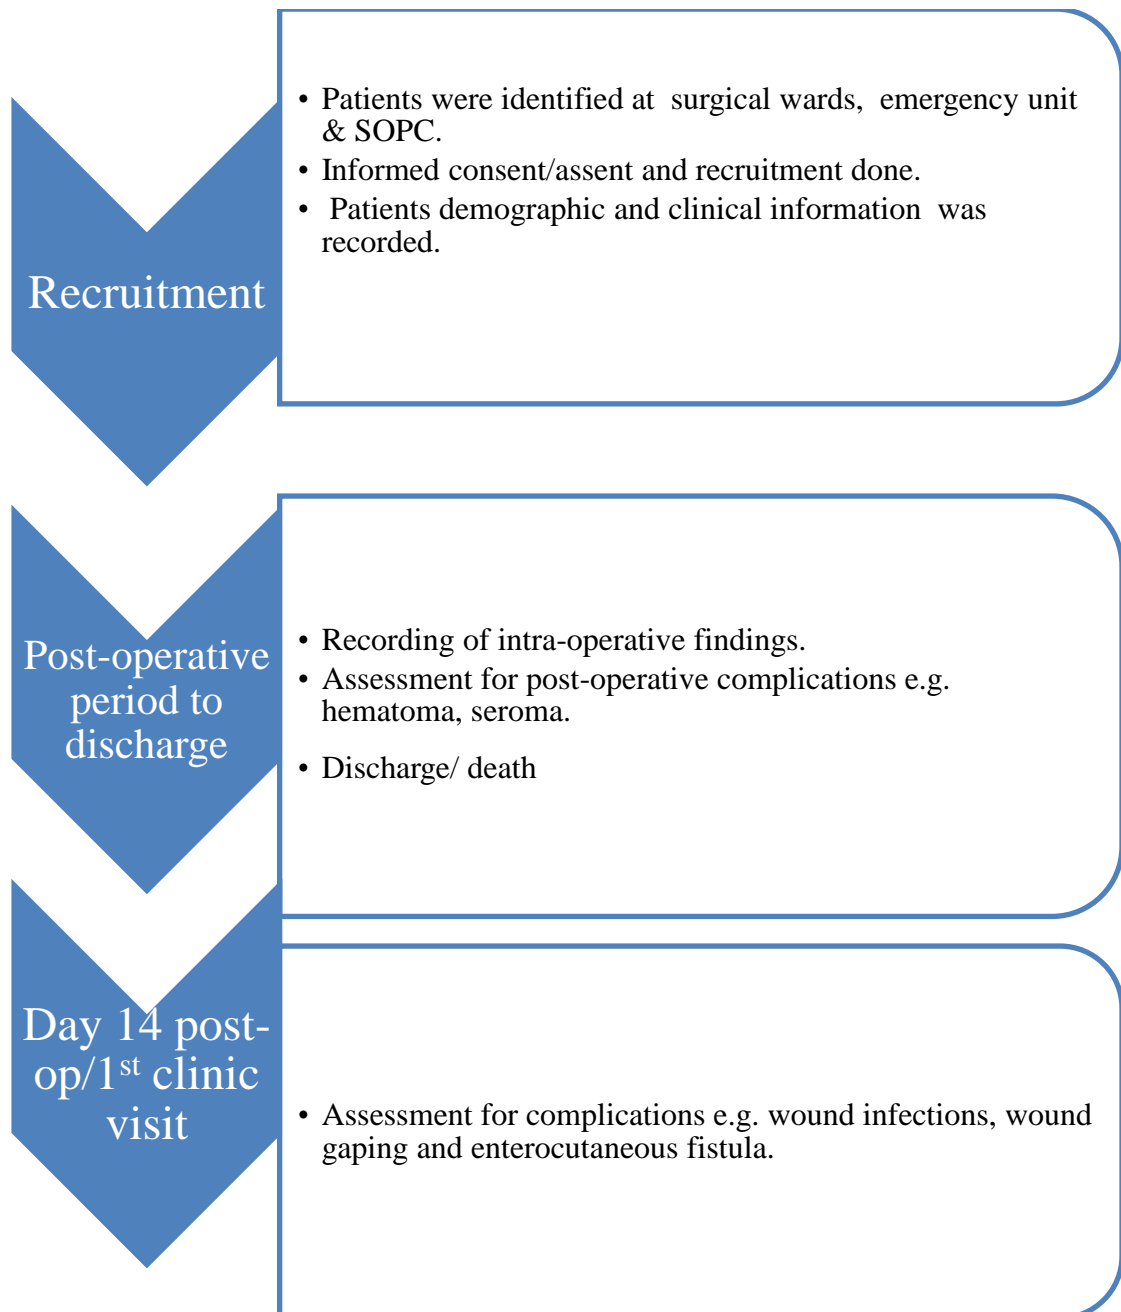 Recruitment
• Patients were identified at surgical wards, emergency unit
& SOPC.
• Informed consent/assent and recruitment done.
• Patients demographic and clinical information was
recorded.
Post-operative
period to
discharge
• Recording of intra-operative findings.
• Assessment for post-operative complications e.g.
hematoma, seroma.
• Discharge/ death
Day 14 post-
op/1st clinic
visit
• Assessment for complications e.g. wound infections, wound
gaping and enterocutaneous fistula.